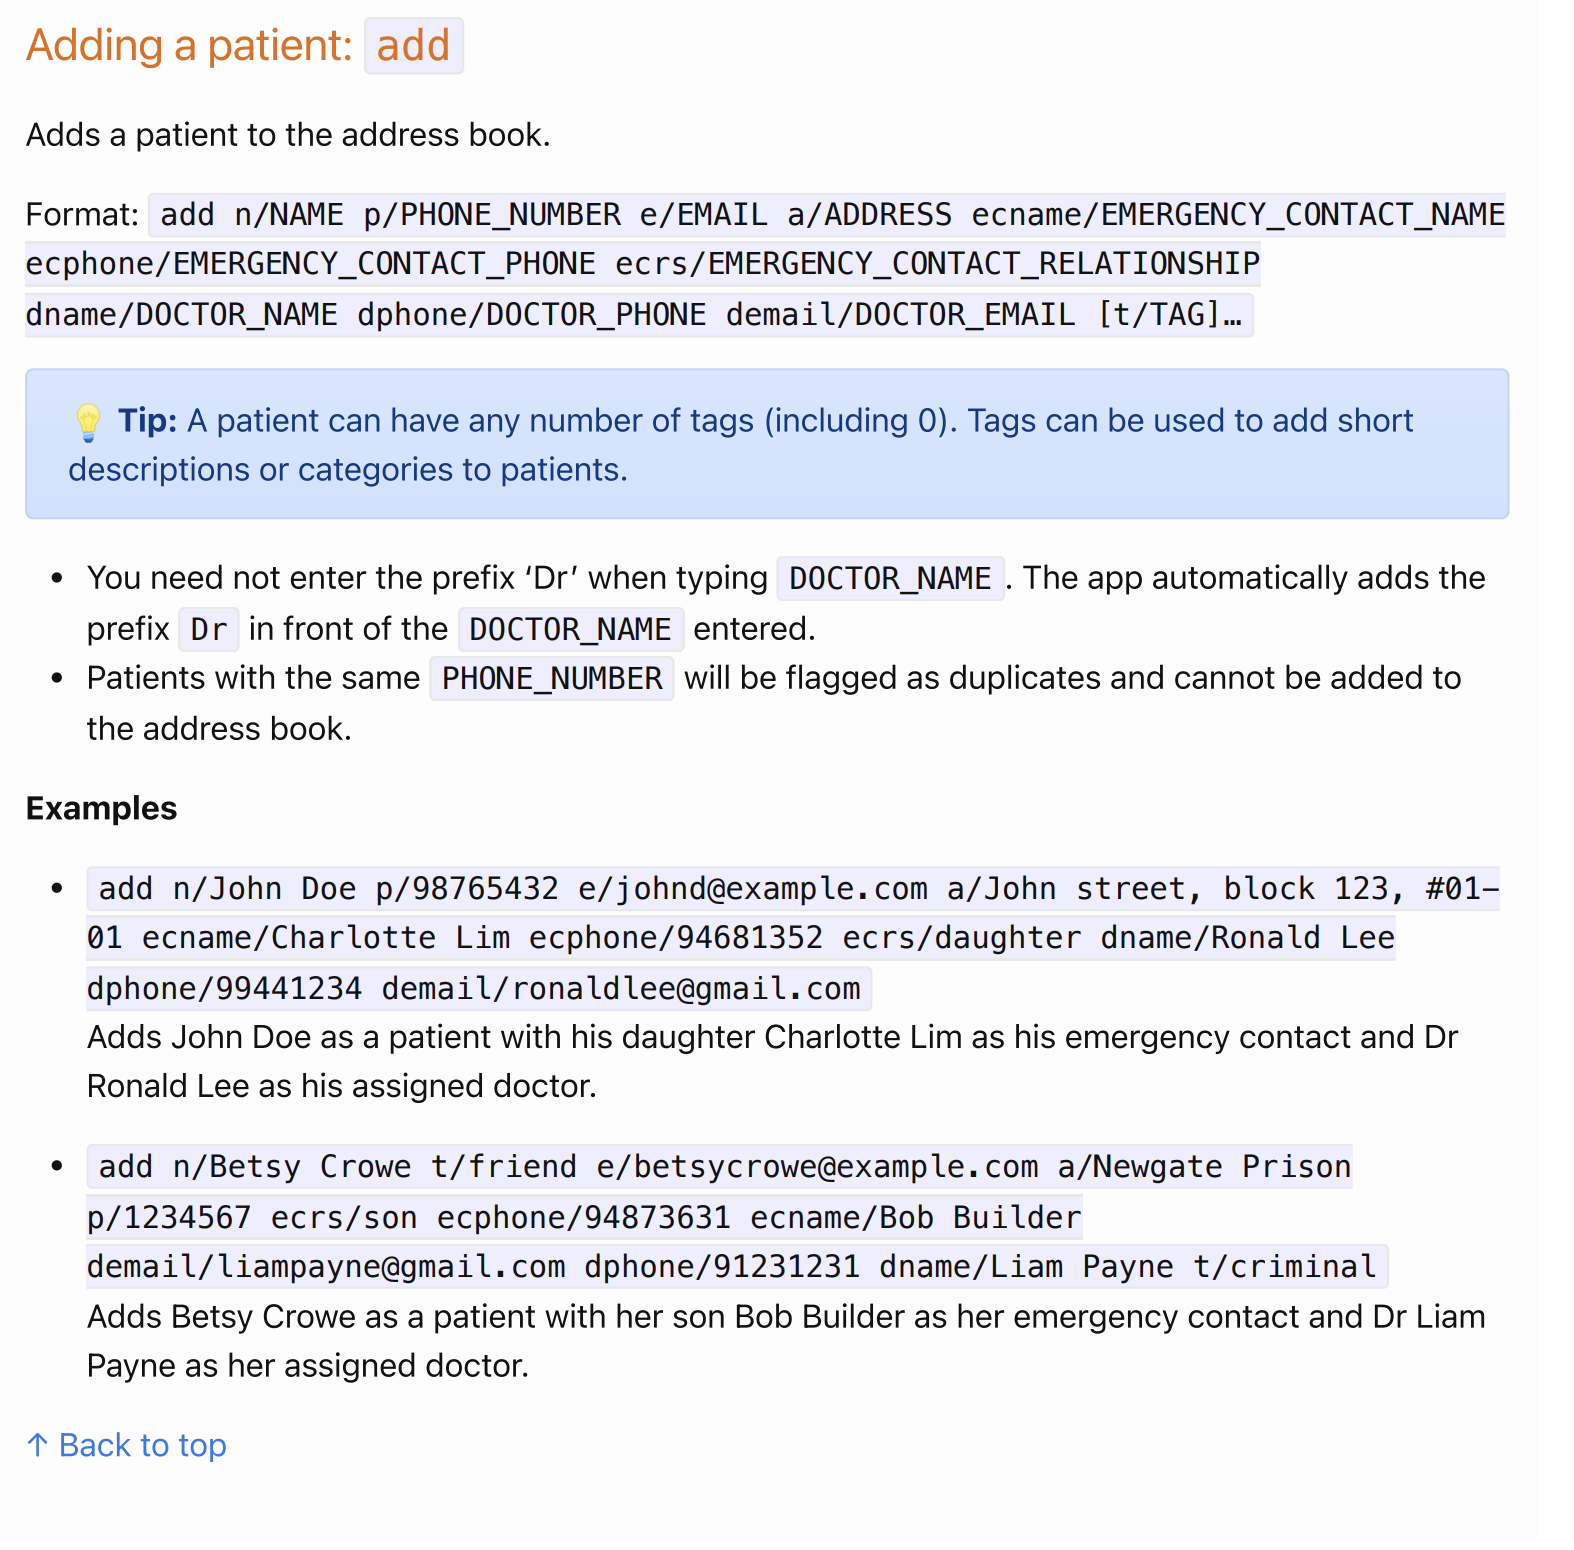 Adding a patient: add
Adds a patient to the address book.
Format: add n/NAME p/PHONE_NUMBER e/EMAIL a/ADDRESS ecname/EMERGENCY_CONTACT_NAME
ecphone/EMERGENCY_CONTACT_PHONE ecrs/EMERGENCY_CONTACT_RELATIONSHIP
dname/DOCTOR_NAME dphone/DOCTOR_PHONE demail/DOCTOR_EMAIL [t/TAG]…
💡 Tip: A patient can have any number of tags (including 0). Tags can be used to add short
descriptions or categories to patients.
• You need not enter the prefix ‘Dr’ when typing DOCTOR_NAME. The app automatically adds the
prefix Dr in front of the DOCTOR_NAME entered.
• Patients with the same PHONE_NUMBER will be flagged as duplicates and cannot be added to
the address book.
Examples
• add n/John Doe p/98765432 e/johnd@example.com a/John street, block 123, #01-
01 ecname/Charlotte Lim ecphone/94681352 ecrs/daughter dname/Ronald Lee
dphone/99441234 demail/ronaldlee@gmail.com
Adds John Doe as a patient with his daughter Charlotte Lim as his emergency contact and Dr
Ronald Lee as his assigned doctor.
• add n/Betsy Crowe t/friend e/betsycrowe@example.com a/Newgate Prison
p/1234567 ecrs/son ecphone/94873631 ecname/Bob Builder
demail/liampayne@gmail.com dphone/91231231 dname/Liam Payne t/criminal
Adds Betsy Crowe as a patient with her son Bob Builder as her emergency contact and Dr Liam
Payne as her assigned doctor.
↑ Back to top